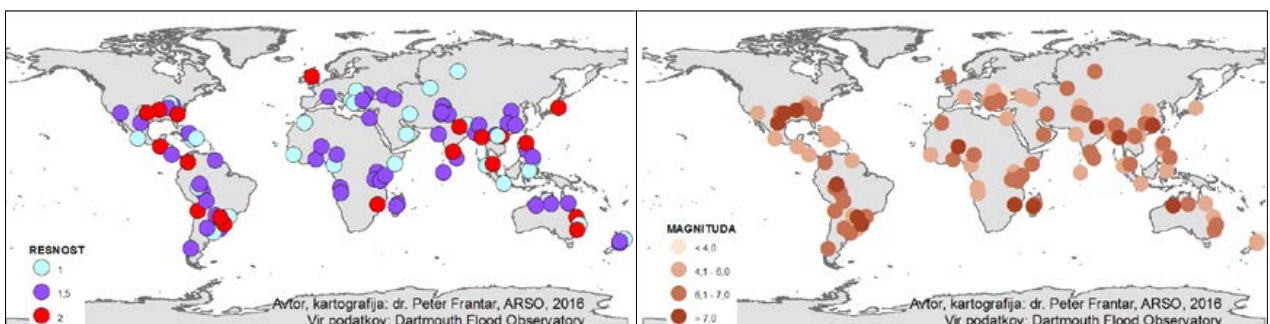 RESNOST
1
1,5
2
Avtor, kartografija: dr. Peter Frantar, ARSO, 2016
Vir podatkov: Dartmouth Flood Observatory
MAGNITUDA
< 4,0
4,1 - 6,0
6,1 - 7,0
> 7,0
Avtor, kartografija: dr. Peter Frantar, ARSO, 2016
Vir podatkov: Dartmouth Flood Observatory